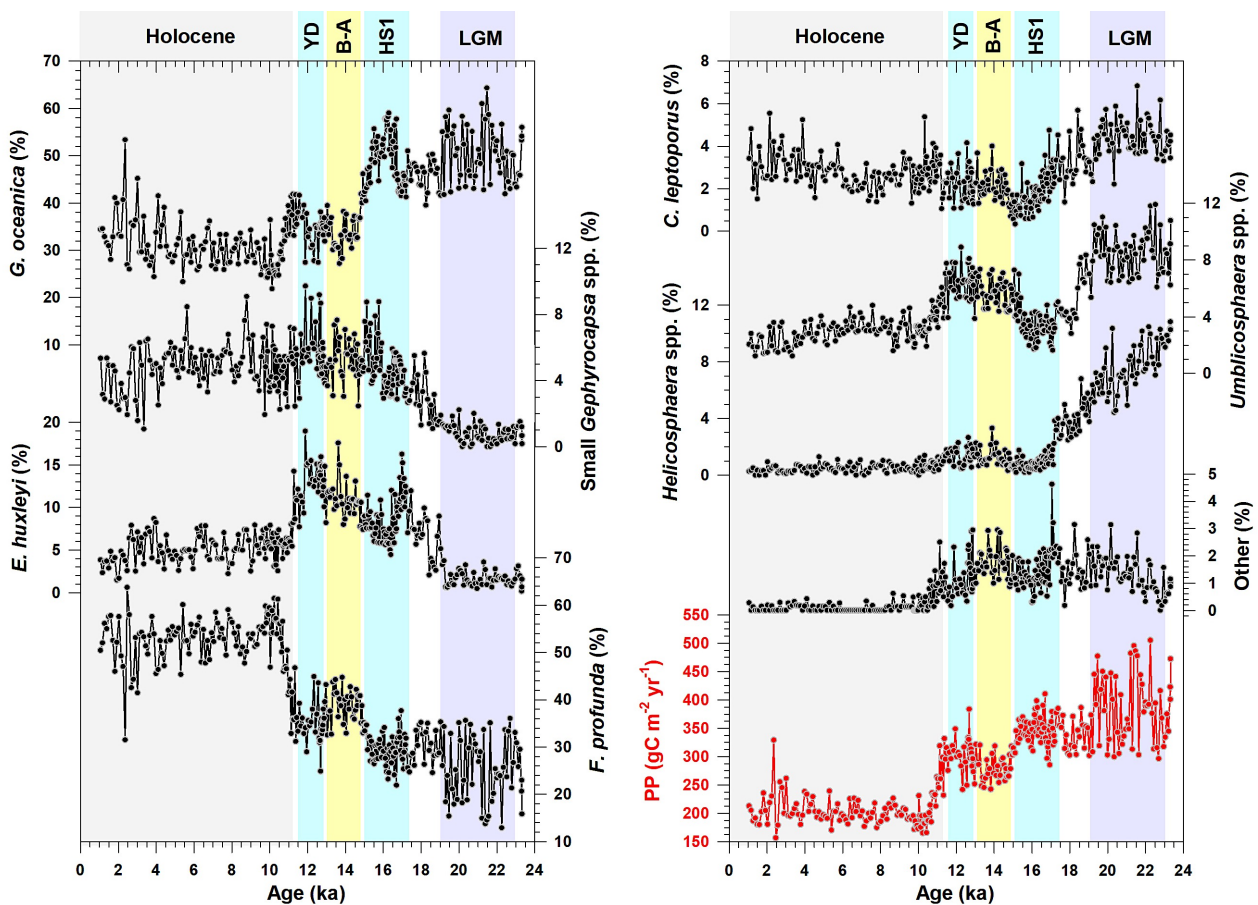 Holocene
YD
B-A
HS1
LGM
70
60
50
40
30
20
10
G. oceanica (%)
12
8
4
0
Small Gephyrocapsa spp. (%)
20
15
10
5
0
E. huxleyi (%)
70
60
50
40
30
20
10
F. profunda (%)
0 2 4 6 8 10 12 14 16 18 20 22 24
Age (ka)
Holocene
YD
B-A
HS1
LGM
8
6
4
2
0
C. leptoporus (%)
12
8
4
0
Umblicosphaera spp. (%)
12
8
4
0
Helicosphaera spp. (%)
5
4
3
2
1
0
Other (%)
550
500
450
400
350
300
250
200
150
PP (gC m-2 yr-1)
0 2 4 6 8 10 12 14 16 18 20 22 24
Age (ka)